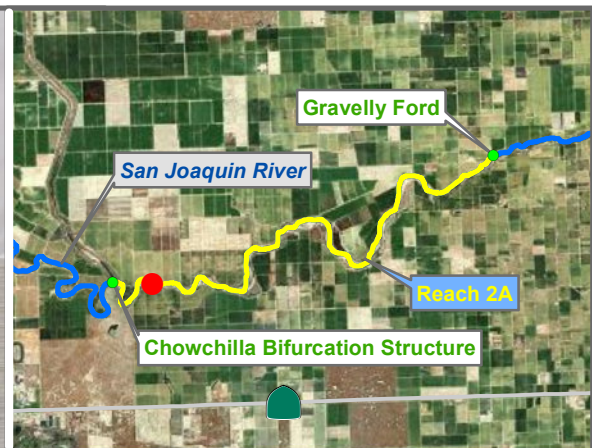 Gravelly Ford
San Joaquin River
Reach 2A
Chowchilla Bifurcation Structure